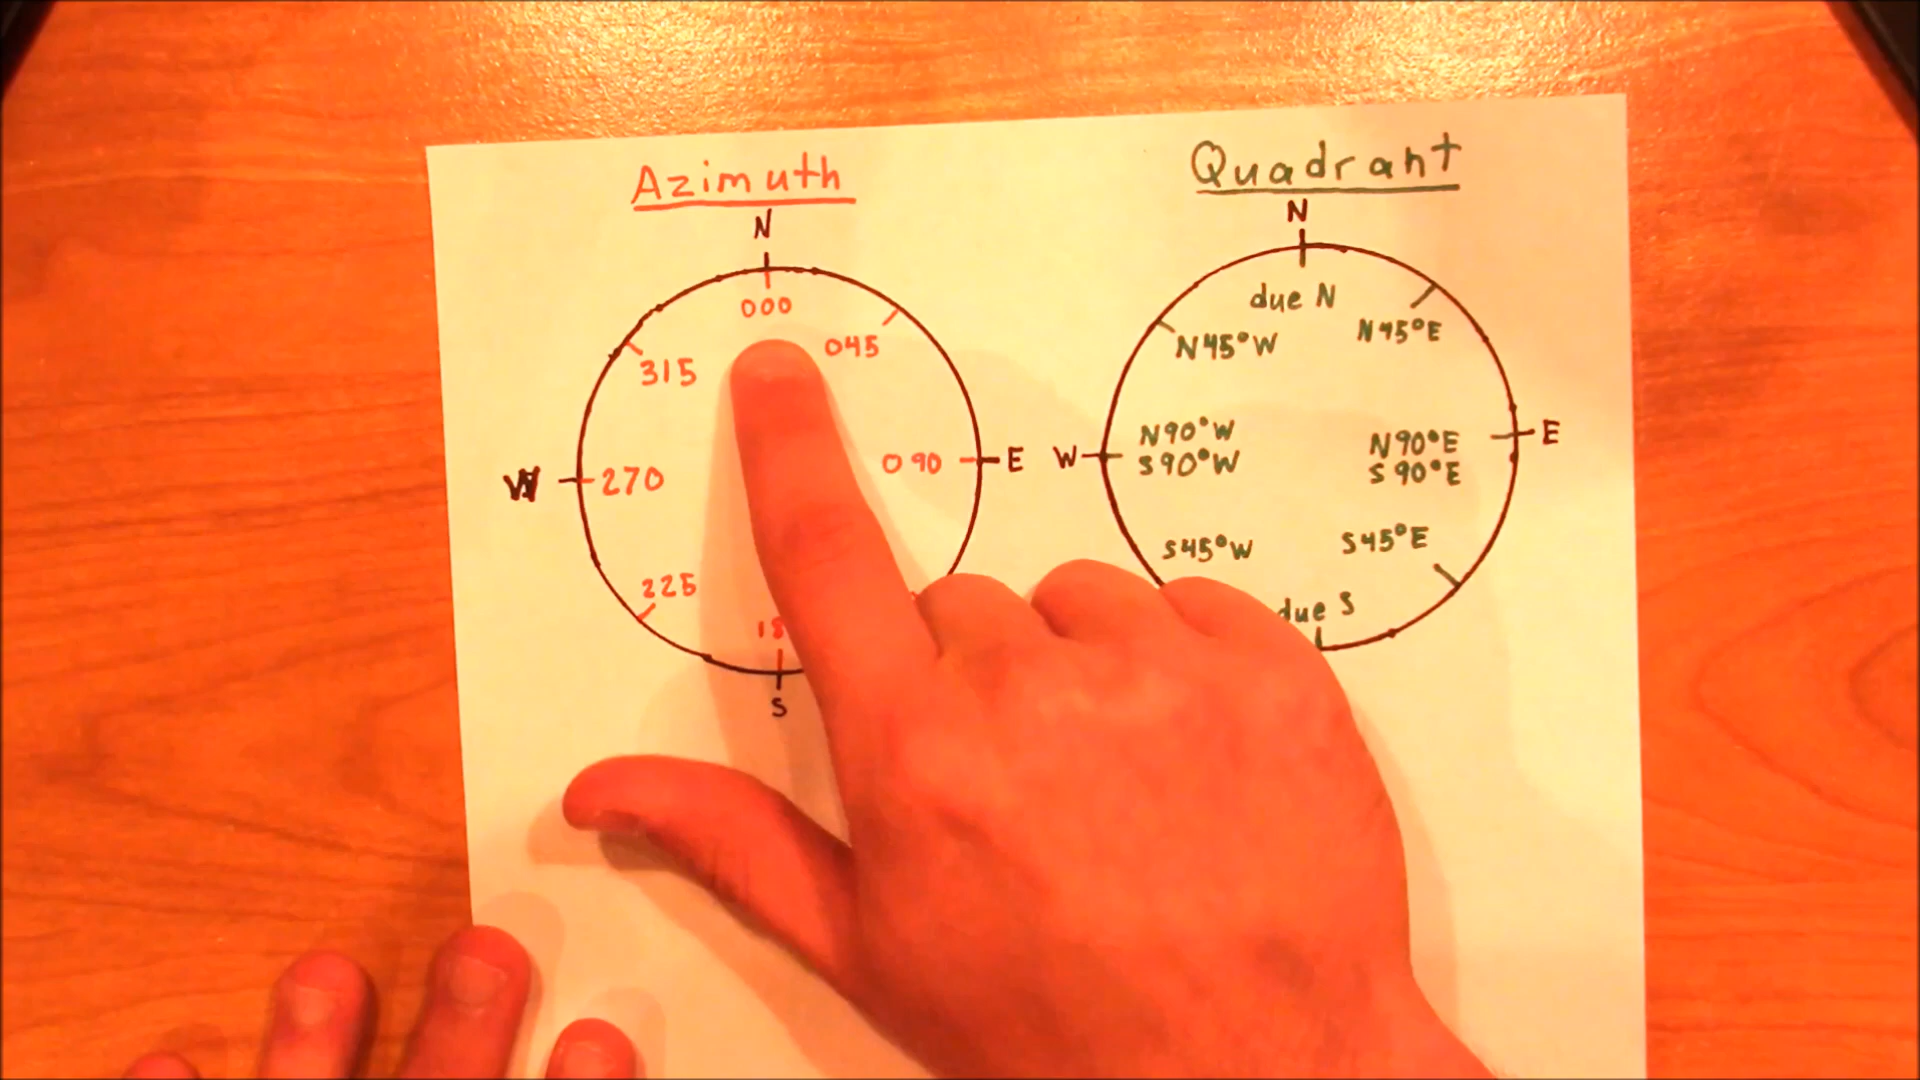 Azimuth
N
000
045
315
090
E
W
270
225
S
Quadrant
N
due N
N45°E
N45°W
N90°W
S90°W
W
N90°E
S90°E
E
S45°W
S45°E
due S